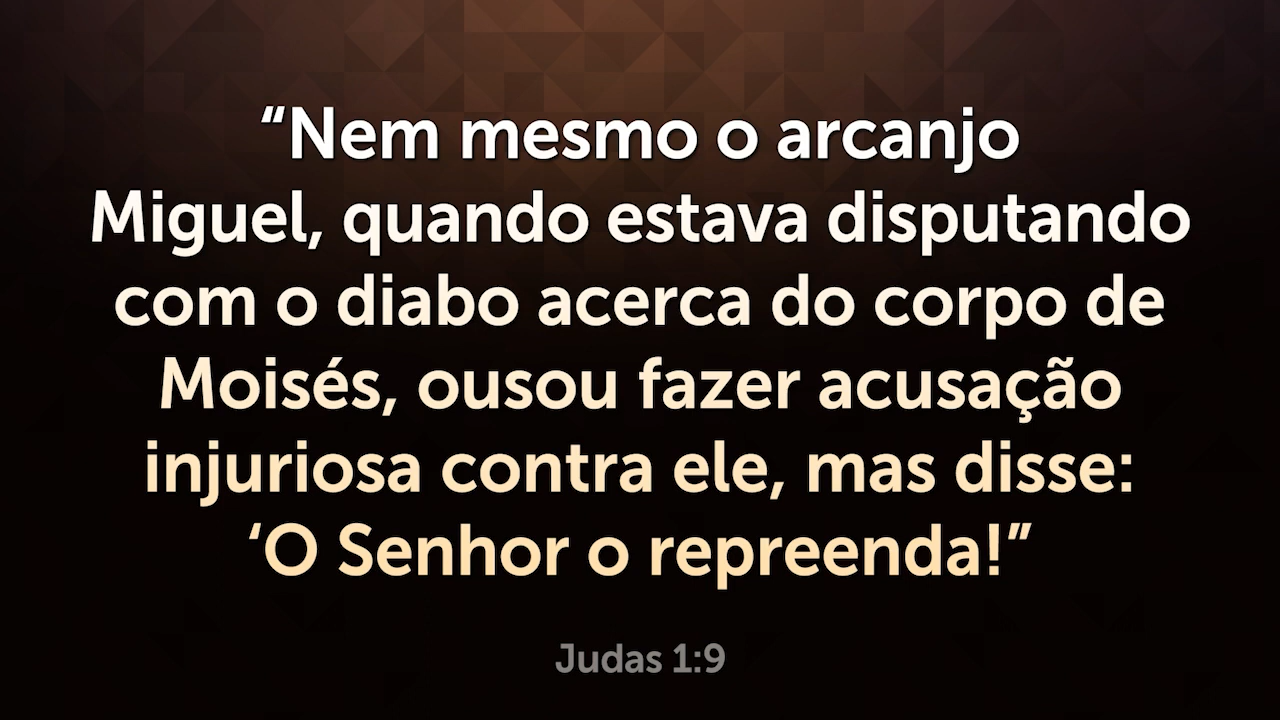 “Nem mesmo o arcanjo
Miguel, quando estava disputando
com o diabo acerca do corpo de
Moisés, ousou fazer acusação
injuriosa contra ele, mas disse:
‘O Senhor o repreenda!”
Judas 1:9